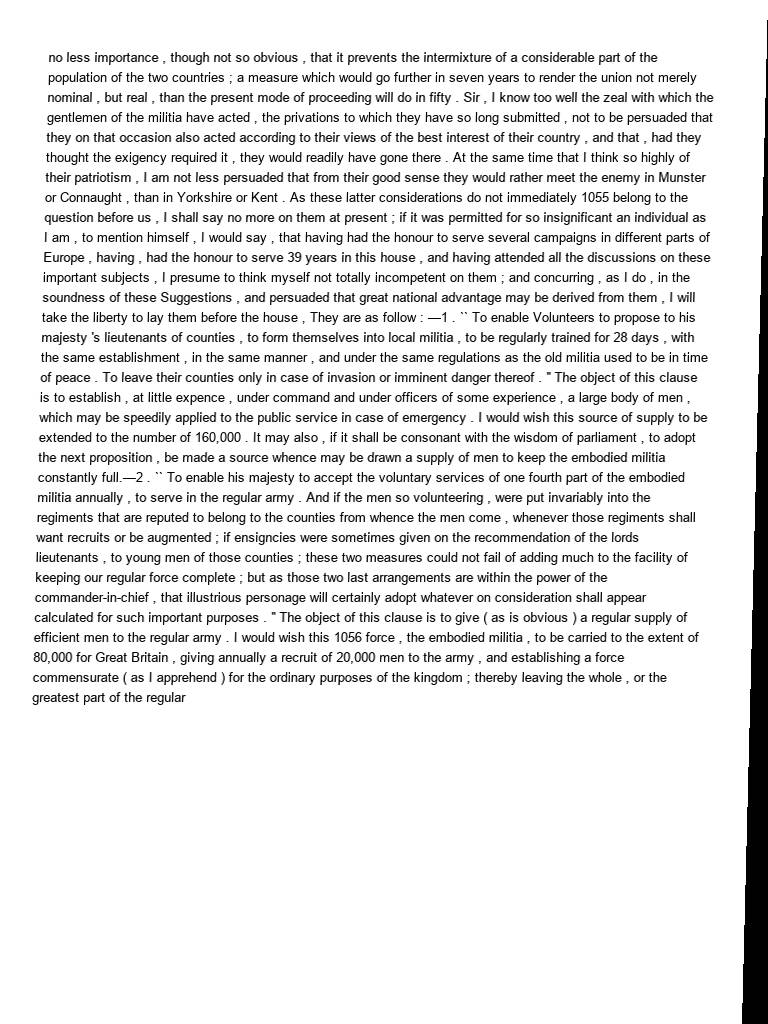 no less importance , though not so obvious , that it prevents the intermixture of a considerable part of the
population of the two countries ; a measure which would go further in seven years to render the union not merely
nominal , but real , than the present mode of proceeding will do in fifty . Sir , I know too well the zeal with which the
gentlemen of the militia have acted , the privations to which they have so long submitted , not to be persuaded that
they on that occasion also acted according to their views of the best interest of their country , and that , had they
thought the exigency required it , they would readily have gone there . At the same time that I think so highly of
their patriotism , I am not less persuaded that from their good sense they would rather meet the enemy in Munster
or Connaught , than in Yorkshire or Kent . As these latter considerations do not immediately 1055 belong to the
question before us , I shall say no more on them at present ; if it was permitted for so insignificant an individual as
I am , to mention himself , I would say , that having had the honour to serve several campaigns in different parts of
Europe , having , had the honour to serve 39 years in this house , and having attended all the discussions on these
important subjects , I presume to think myself not totally incompetent on them ; and concurring , as I do , in the
soundness of these Suggestions , and persuaded that great national advantage may be derived from them , I will
take the liberty to lay them before the house , They are as follow : —1 . `` To enable Volunteers to propose to his
majesty 's lieutenants of counties , to form themselves into local militia , to be regularly trained for 28 days , with
the same establishment , in the same manner , and under the same regulations as the old militia used to be in time
of peace . To leave their counties only in case of invasion or imminent danger thereof . " The object of this clause
is to establish , at little expence , under command and under officers of some experience , a large body of men ,
which may be speedily applied to the public service in case of emergency . I would wish this source of supply to be
extended to the number of 160,000 . It may also , if it shall be consonant with the wisdom of parliament , to adopt
the next proposition , be made a source whence may be drawn a supply of men to keep the embodied militia
constantly full.—2 . `` To enable his majesty to accept the voluntary services of one fourth part of the embodied
militia annually , to serve in the regular army . And if the men so volunteering , were put invariably into the
regiments that are reputed to belong to the counties from whence the men come , whenever those regiments shall
want recruits or be augmented ; if ensigncies were sometimes given on the recommendation of the lords
lieutenants , to young men of those counties ; these two measures could not fail of adding much to the facility of
keeping our regular force complete ; but as those two last arrangements are within the power of the
commander-in-chief , that illustrious personage will certainly adopt whatever on consideration shall appear
calculated for such important purposes . " The object of this clause is to give ( as is obvious ) a regular supply of
efficient men to the regular army . I would wish this 1056 force , the embodied militia , to be carried to the extent of
80,000 for Great Britain , giving annually a recruit of 20,000 men to the army , and establishing a force
commensurate ( as I apprehend ) for the ordinary purposes of the kingdom ; thereby leaving the whole , or the
greatest part of the regular